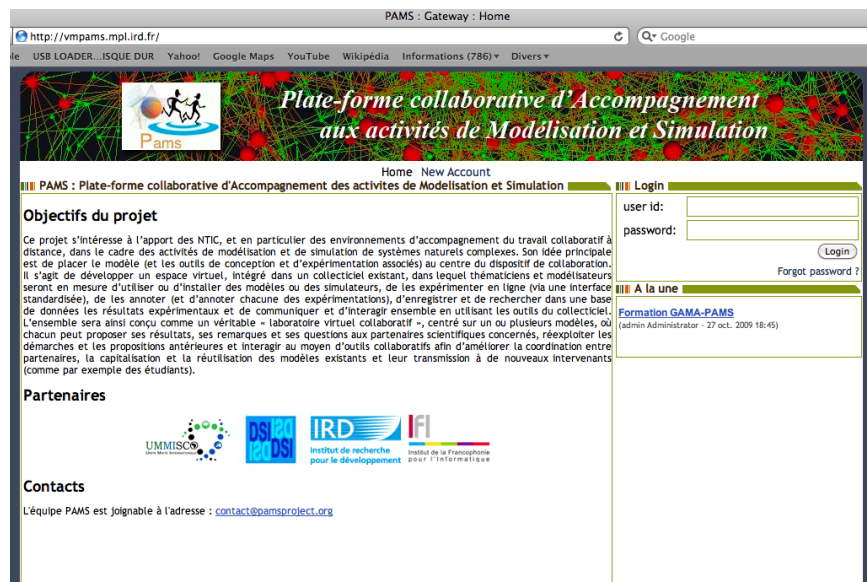 PAMS : Gateway : Home
http://vmpams.mpl.ird.fr/
Google
USB LOADER...ISQUE DUR Yahoo! Google Maps YouTube Wikipédia Informations (786) Divers
Plate-forme collaborative d'Accompagnement
aux activités de Modélisation et Simulation
Pams
Home New Account
PAMS : Plate-forme collaborative d'Accompagnement des activites de Modelisation et Simulation
Objectifs du projet
Ce projet s'intéresse à l'apport des NTIC, et en particulier des environnements d'accompagnement du travail collaboratif à
distance, dans le cadre des activités de modélisation et de simulation de systèmes naturels complexes. Son idée principale
est de placer le modèle (et les outils de conception et d'expérimentation associés) au centre du dispositif de collaboration.
Il s'agit de développer un espace virtuel, intégré dans un collecticiel existant, dans lequel thématiciens et modélisateurs
seront en mesure d'utiliser ou d'installer des modèles ou des simulateurs, de les expérimenter en ligne (via une interface
standardisée), de les annoter (et d'annoter chacune des expérimentations), d'enregistrer et de rechercher dans une base
de données les résultats expérimentaux et de communiquer et d'interagir ensemble en utilisant les outils du collecticiel.
L'ensemble sera ainsi conçu comme un véritable « laboratoire virtuel collaboratif », centré sur un ou plusieurs modèles, où
chacun peut proposer ses résultats, ses remarques et ses questions aux partenaires scientifiques concernés, réexploiter les
démarches et les propositions antérieures et interagir au moyen d'outils collaboratifs afin d'améliorer la coordination entre
partenaires, la capitalisation et la réutilisation des modèles existants et leur transmission à de nouveaux intervenants
(comme par exemple des étudiants).
Partenaires
UMMISCO
Unité Mixte Internationale
DSI
DSI
IRD
Institut de recherche
pour le développement
IFI
Institut de la Francophonie
pour l'Informatique
Contacts
L'équipe PAMS est joignable à l'adresse : contact@pamsproject.org
Login
user id:
password:
Login
Forgot password ?
A la une
Formation GAMA-PAMS
(admin Administrator - 27 oct. 2009 18:45)